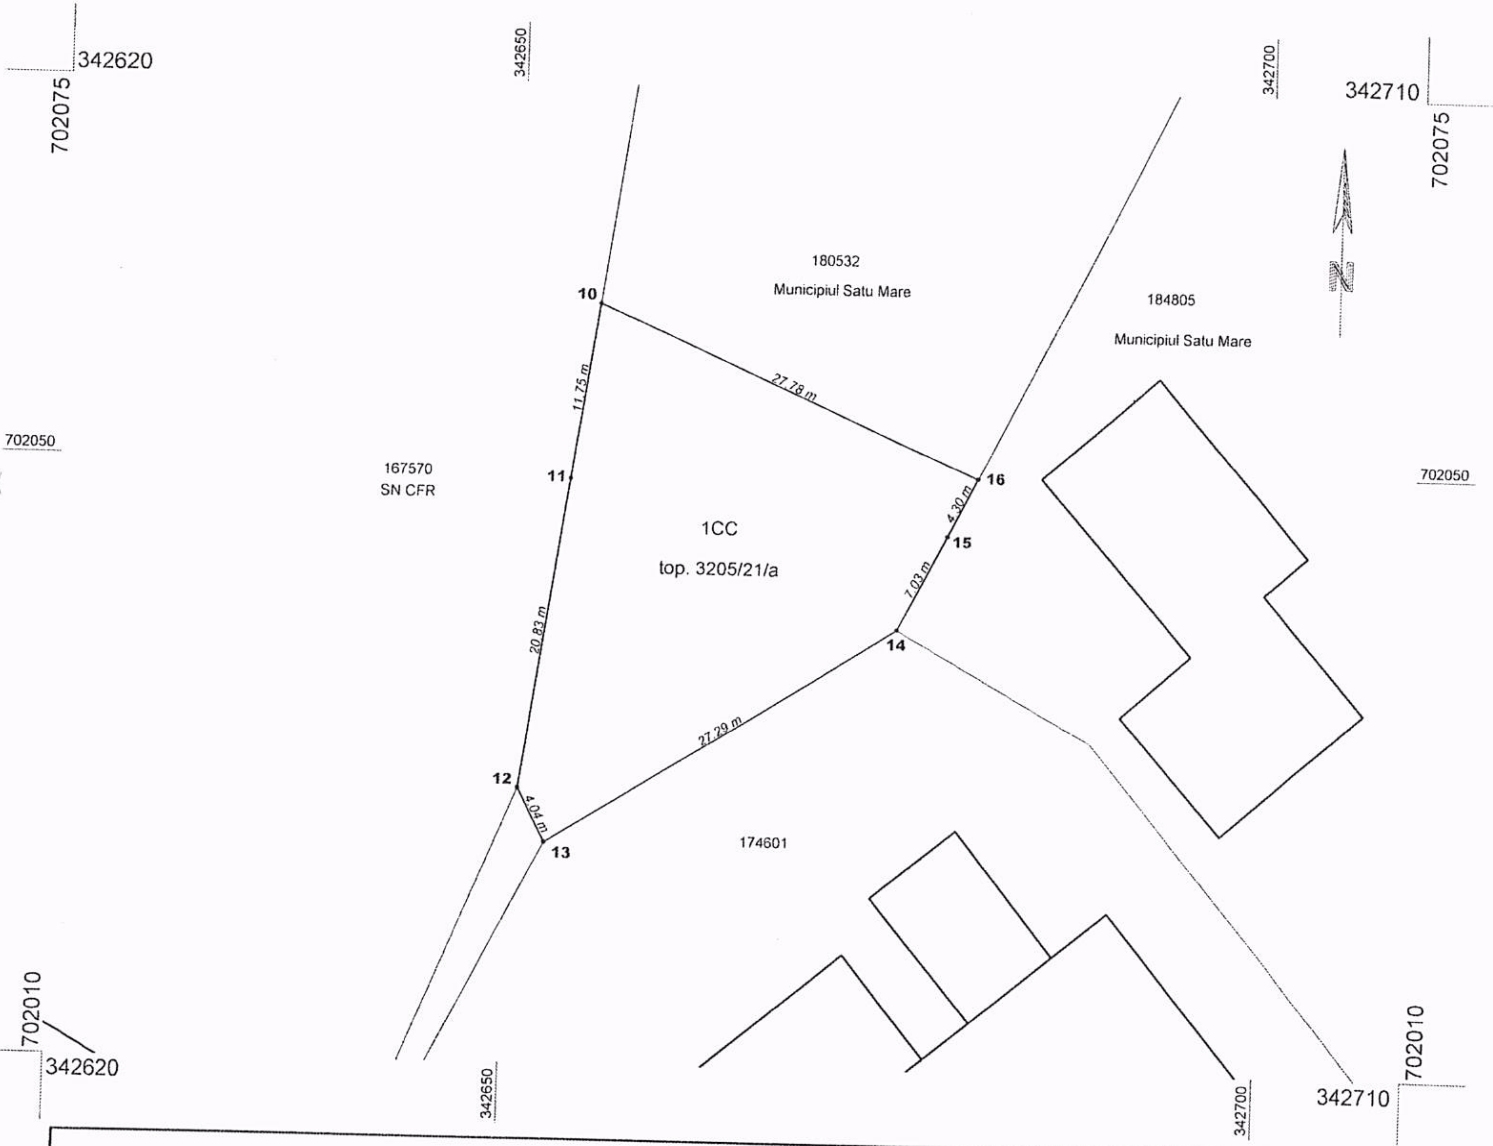 342620
702075
342650
342700
342710
702075
N
180532
Municipiul Satu Mare
184805
Municipiul Satu Mare
10
11.75 m
27.78 m
702050
167570
SN CFR
11
16
702050
4.30 m
1CC
15
top. 3205/21/a
7.03 m
20.83 m
14
27.29 m
12
4.04 m
13
174601
702010
342620
342650
342700
342710
702010